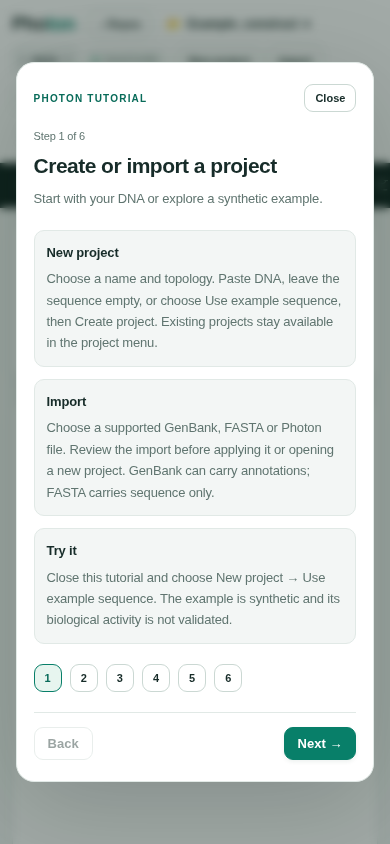 PHOTON TUTORIAL
Close
Step 1 of 6
Create or import a project
Start with your DNA or explore a synthetic example.
New project
Choose a name and topology. Paste DNA, leave the
sequence empty, or choose Use example sequence,
then Create project. Existing projects stay available
in the project menu.
Import
Choose a supported GenBank, FASTA or Photon
file. Review the import before applying it or opening
a new project. GenBank can carry annotations;
FASTA carries sequence only.
Try it
Close this tutorial and choose New project → Use
example sequence. The example is synthetic and its
biological activity is not validated.
1 2 3 4 5 6
Back
Next →